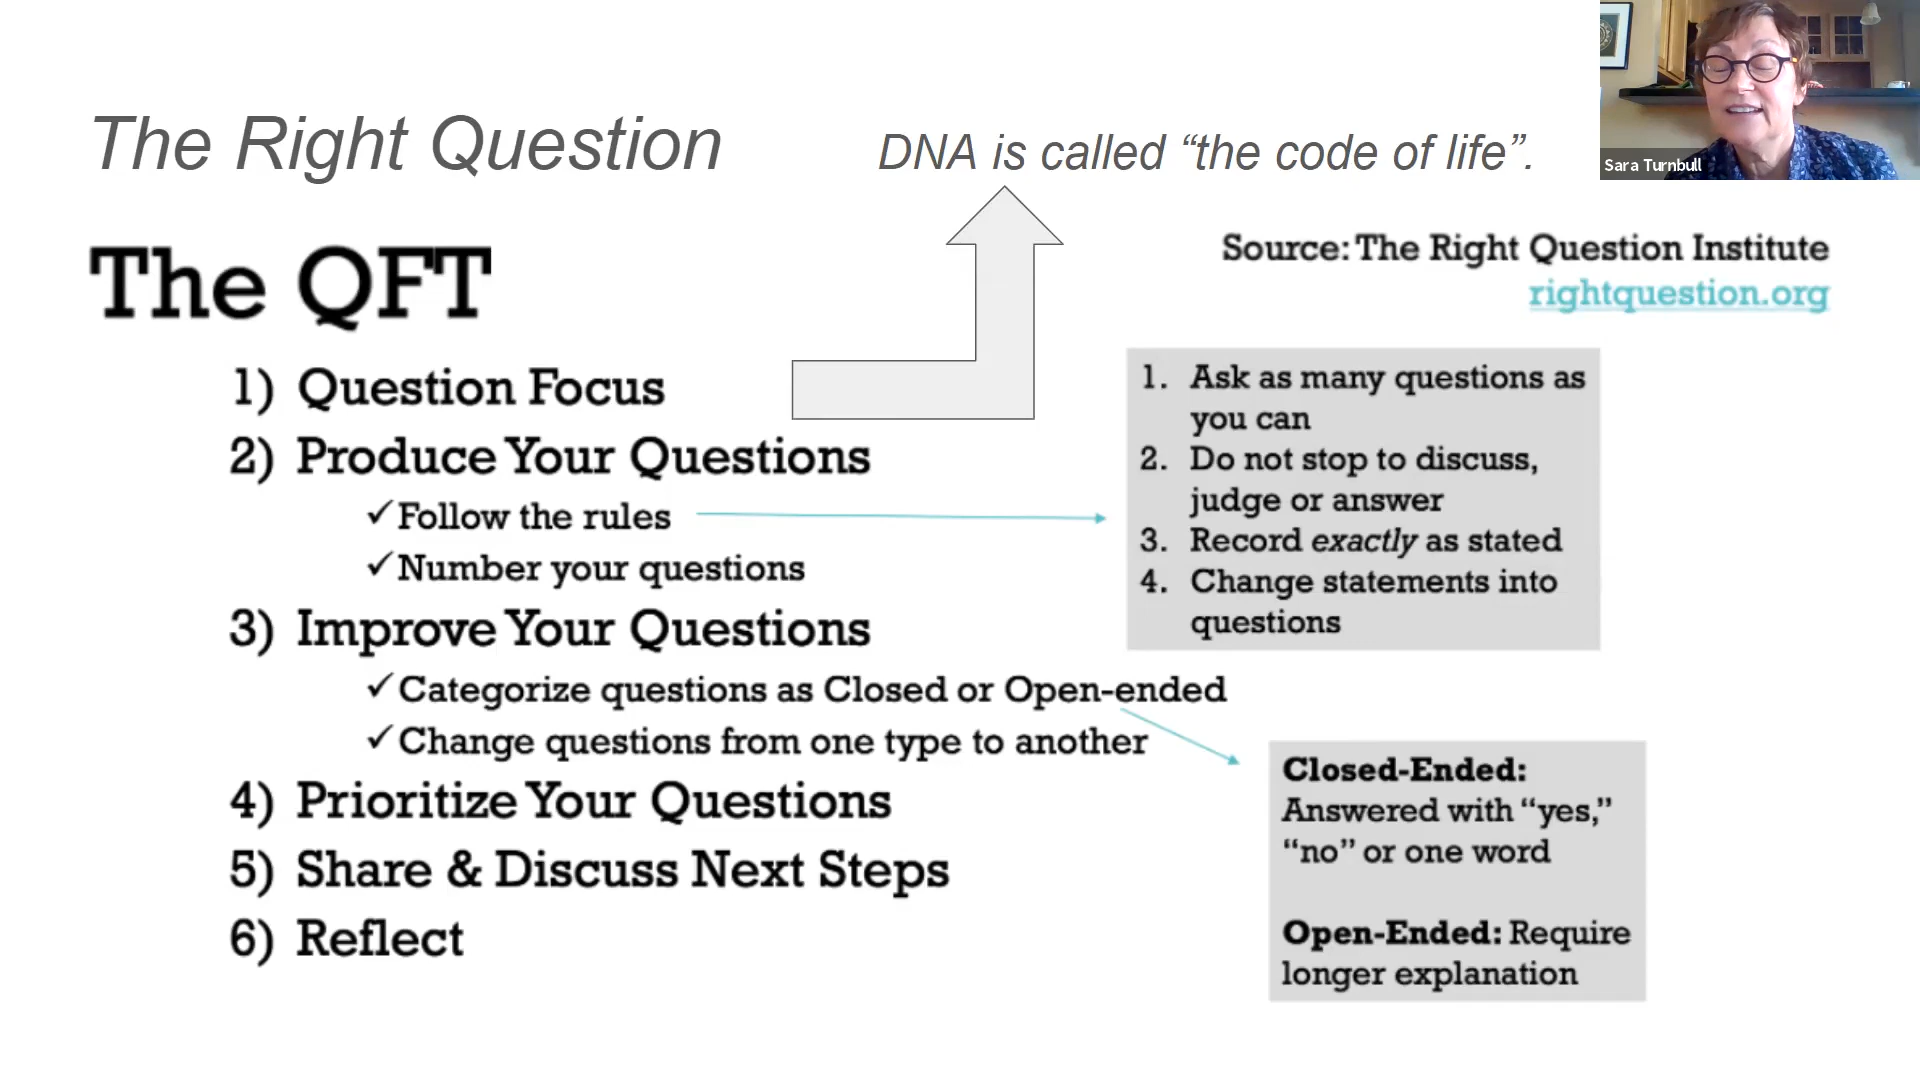 The Right Question
DNA is called “the code of life”.
Sara Turnbull
The QFT
Source: The Right Question Institute
rightquestion.org
1) Question Focus
2) Produce Your Questions
✓Follow the rules
✓Number your questions
3) Improve Your Questions
✓Categorize questions as Closed or Open-ended
✓Change questions from one type to another
4) Prioritize Your Questions
5) Share & Discuss Next Steps
6) Reflect
1. Ask as many questions as
you can
2. Do not stop to discuss,
judge or answer
3. Record exactly as stated
4. Change statements into
questions
Closed-Ended:
Answered with “yes,”
“no” or one word
Open-Ended: Require
longer explanation